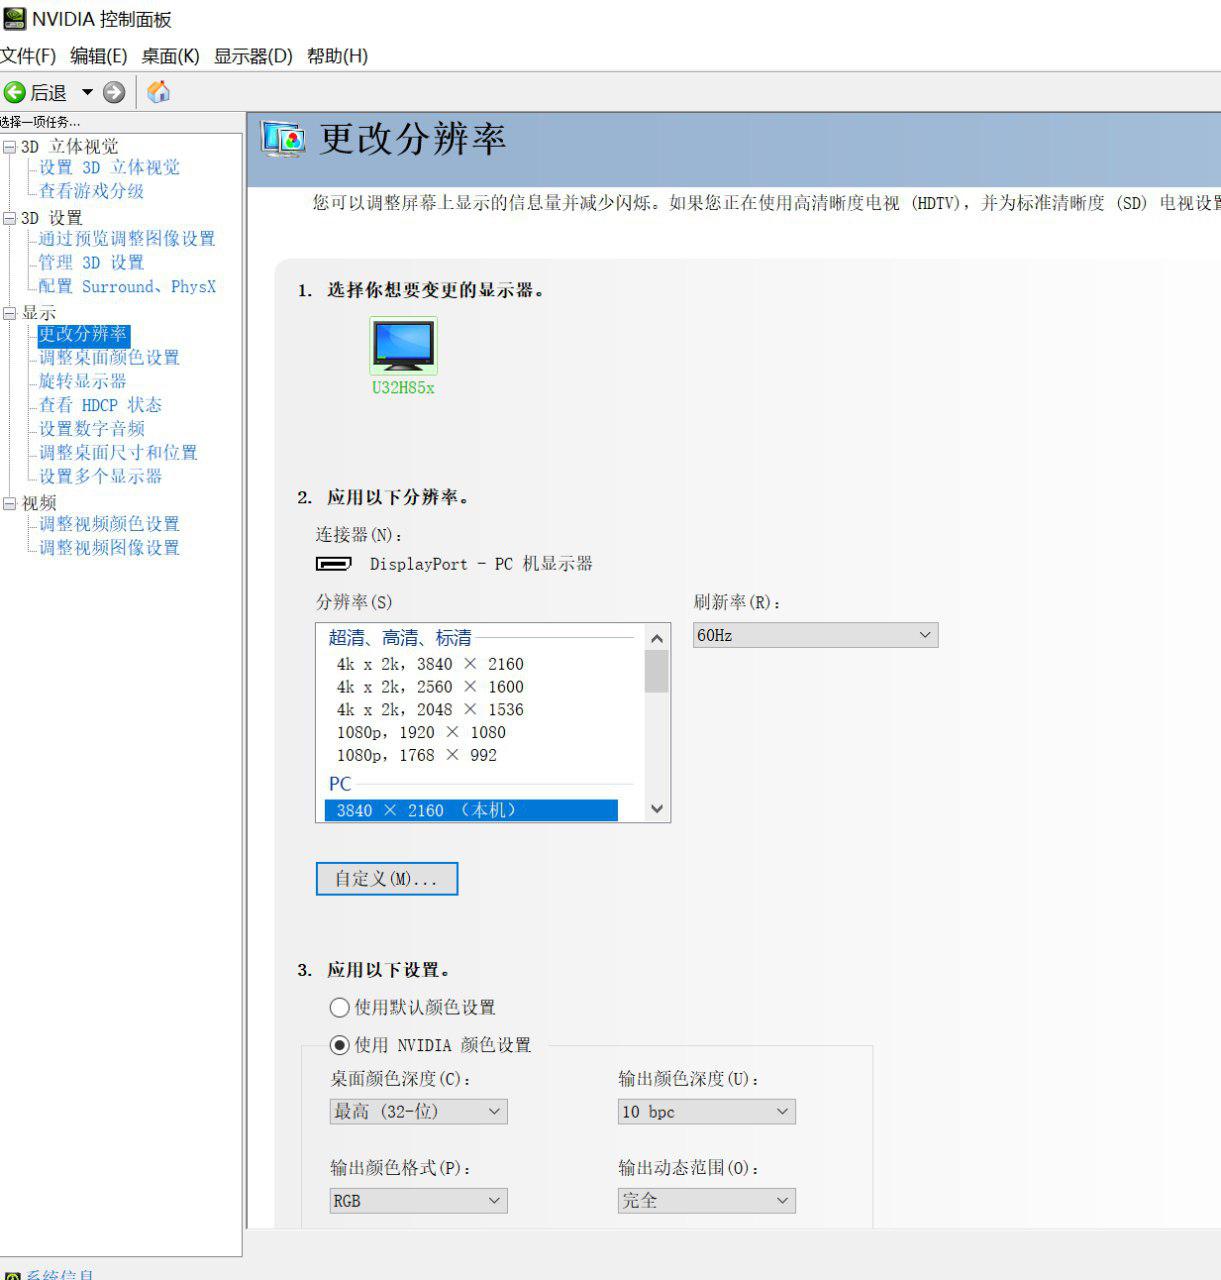 NVIDIA 控制面板
文件(F) 编辑(E) 桌面(K) 显示器(D) 帮助(H)
后退
选择一项任务...
3D 立体视觉
设置 3D 立体视觉
查看游戏分级
3D 设置
通过预览调整图像设置
管理 3D 设置
配置 Surround、PhysX
显示
更改分辨率
调整桌面颜色设置
旋转显示器
查看 HDCP 状态
设置数字音频
调整桌面尺寸和位置
设置多个显示器
视频
调整视频颜色设置
调整视频图像设置
系统信息
更改分辨率
您可以调整屏幕上显示的信息量并减少闪烁。如果您正在使用高清晰度电视 (HDTV)，并为标准清晰度 (SD) 电视设置
1. 选择你想要变更的显示器。
U32H85x
2. 应用以下分辨率。
连接器(N)：
DisplayPort - PC 机显示器
分辨率(S)
刷新率(R)：
60Hz
超清、高清、标清
4k x 2k，3840 × 2160
4k x 2k，2560 × 1600
4k x 2k，2048 × 1536
1080p，1920 × 1080
1080p，1768 × 992
PC
3840 × 2160 （本机）
自定义(M)...
3. 应用以下设置。
使用默认颜色设置
使用 NVIDIA 颜色设置
桌面颜色深度(C)：
输出颜色深度(U)：
最高 (32-位)
10 bpc
输出颜色格式(P)：
输出动态范围(O)：
RGB
完全